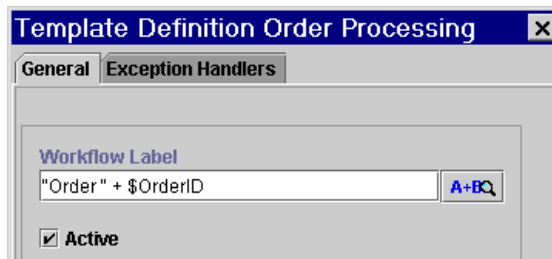 Template Definition Order Processing
General Exception Handlers
Workflow Label
"Order" + $OrderID A+B
Active